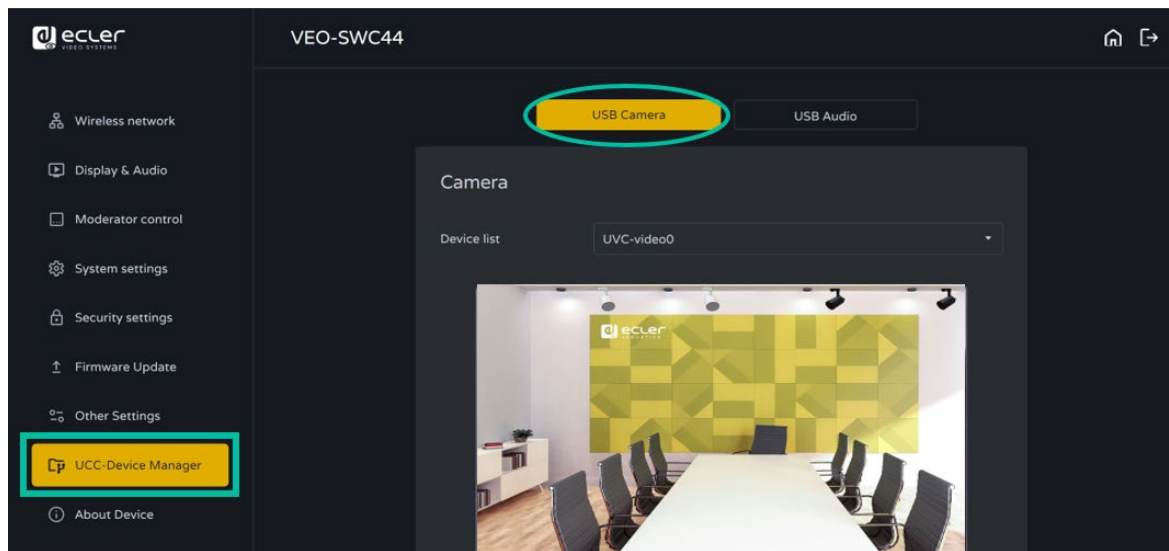 ecler
VIDEO SYSTEMS
VEO-SWC44
Wireless network
Display & Audio
Moderator control
System settings
Security settings
Firmware Update
Other Settings
UCC-Device Manager
About Device
USB Camera
USB Audio
Camera
Device list
UVC-video0
ecler